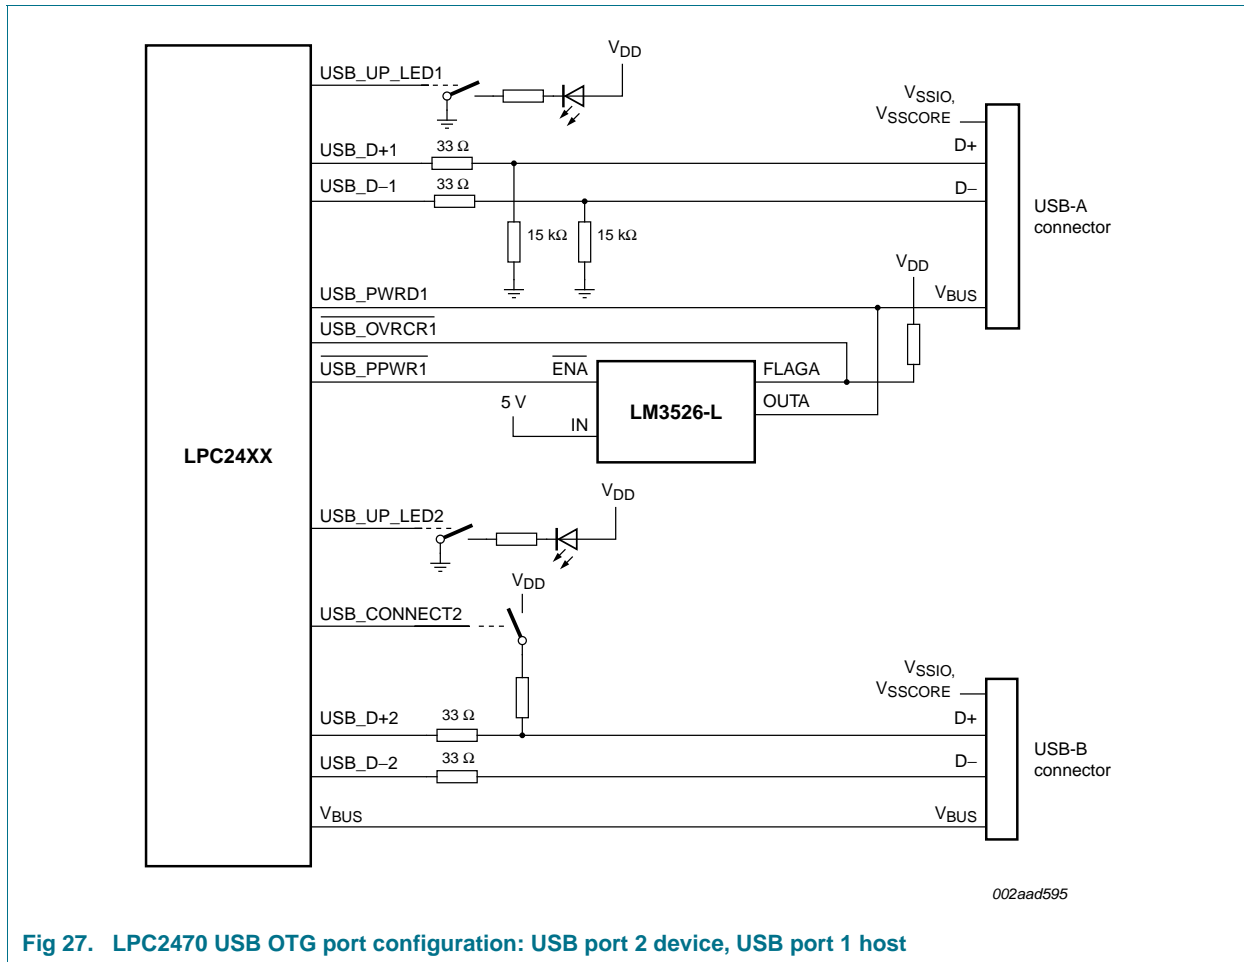 USB_UP_LED1
VDD
VSSIO,
VSSCORE
USB_D+1
33 Ω
D+
USB_D−1
33 Ω
D−
USB-A
connector
15 kΩ
15 kΩ
VDD
USB_PWRD1
VBUS
USB_OVRCR1
USB_PPWR1
ENA
FLAGA
LM3526-L
5 V
IN
OUTA
LPC24XX
VDD
USB_UP_LED2
VDD
USB_CONNECT2
VSSIO,
VSSCORE
USB_D+2
33 Ω
D+
USB_D−2
33 Ω
D−
USB-B
connector
VBUS
VBUS
002aad595
Fig 27. LPC2470 USB OTG port configuration: USB port 2 device, USB port 1 host